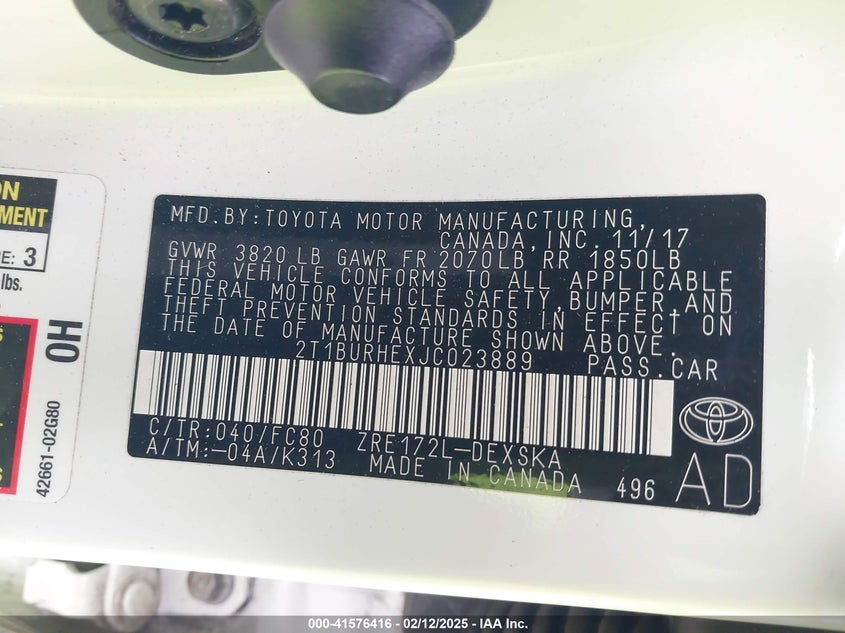 ON
MENT
E: 3
lbs.
OH
42661-02G80
MFD.BY:TOYOTA MOTOR MANUFACTURING,
CANADA, INC. 11/17
GVWR 3820 LB GAWR FR 2070LB RR 1850LB
THIS VEHICLE CONFORMS TO ALL APPLICABLE
FEDERAL MOTOR VEHICLE SAFETY, BUMPER, AND
THEFT PREVENTION STANDARDS IN EFFECT ON
THE DATE OF MANUFACTURE SHOWN ABOVE.
2T1BURHEXJC023889 PASS.CAR
C/TR:040/FC80 ZRE172L-DEXSKA
A/TM:-04A/K313 MADE IN CANADA 496 AD
000-41576416 - 02/12/2025 - IAA Inc.